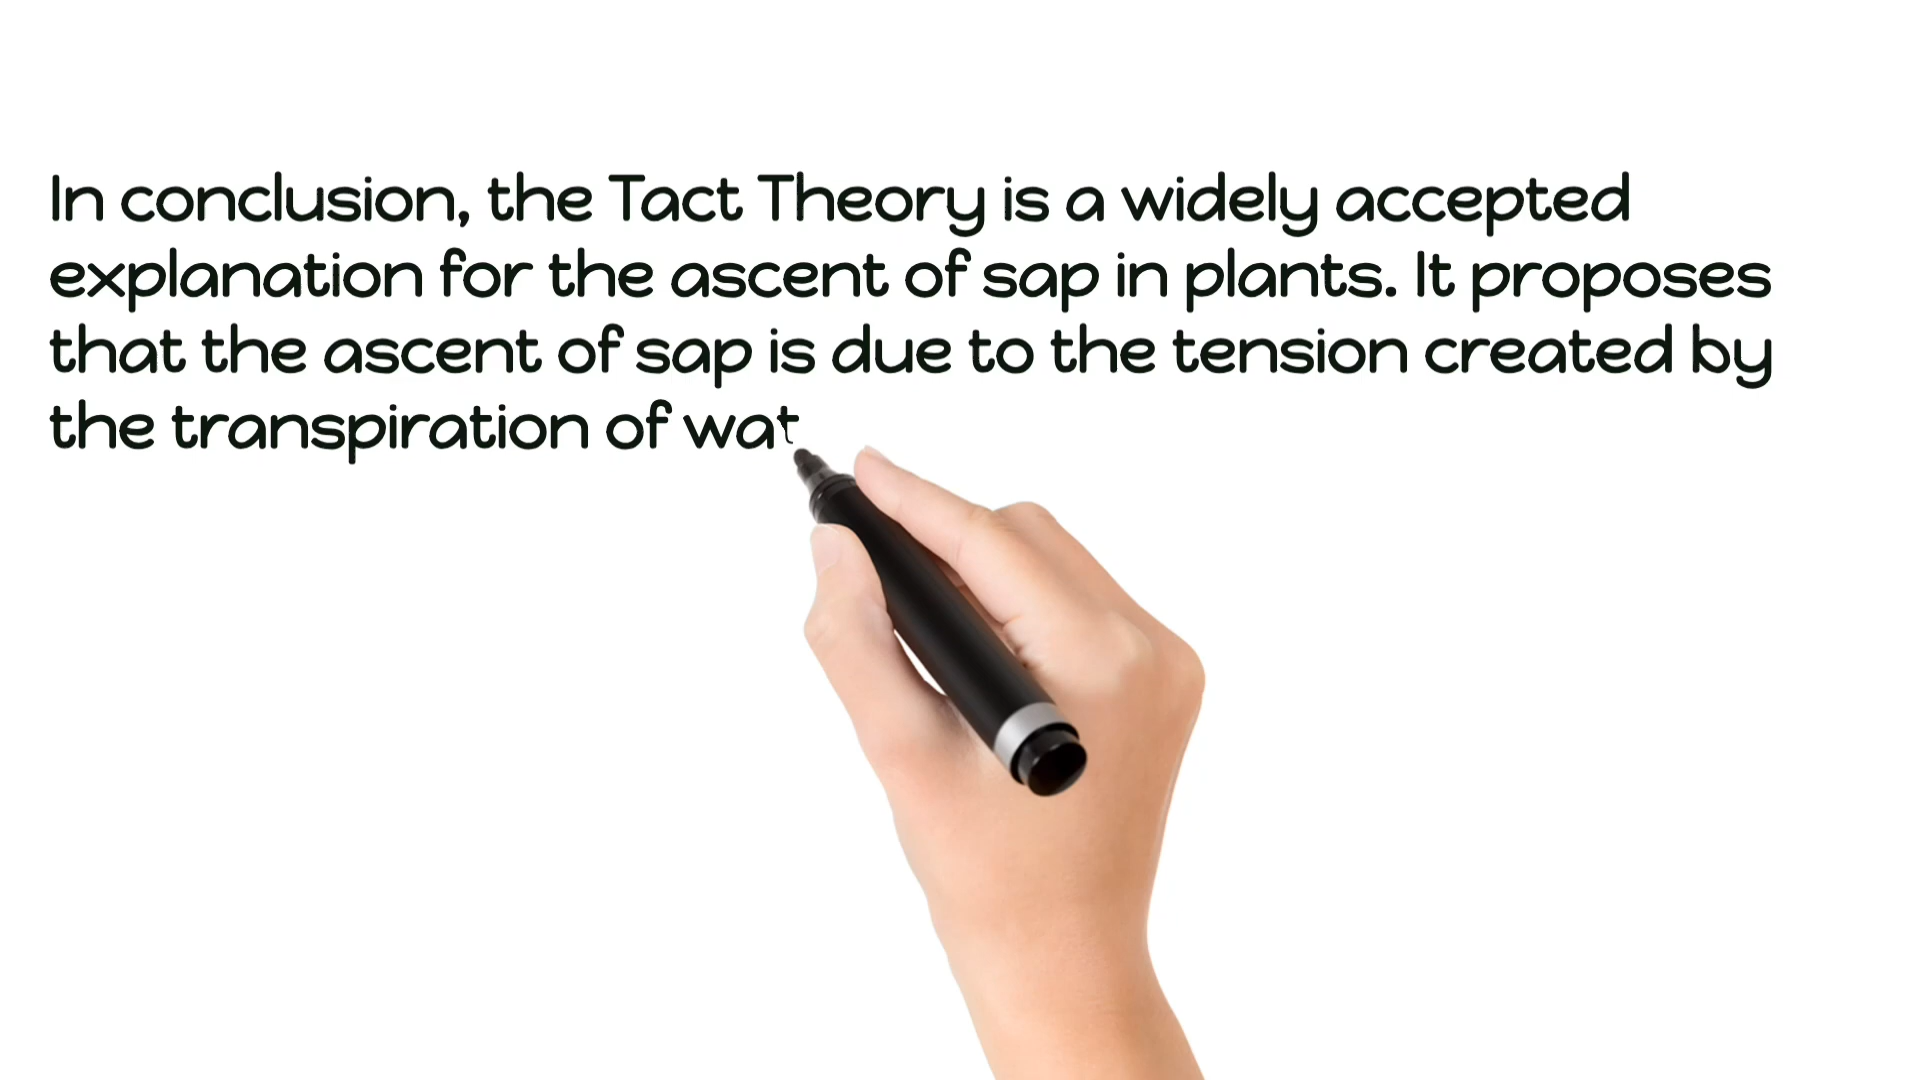 In conclusion, the Tact Theory is a widely accepted
explanation for the ascent of sap in plants. It proposes
that the ascent of sap is due to the tension created by
the transpiration of wat